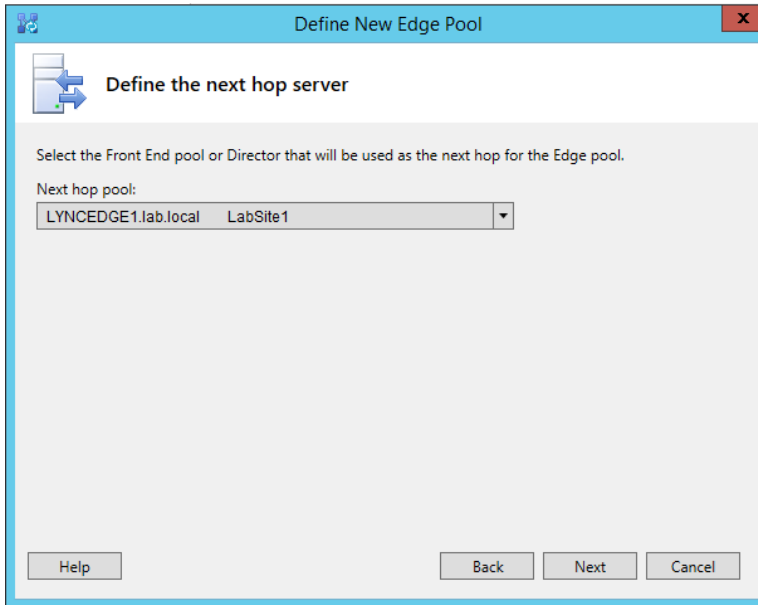 Define New Edge Pool
x
Define the next hop server
Select the Front End pool or Director that will be used as the next hop for the Edge pool.
Next hop pool:
LYNCEDGE1.lab.local LabSite1
Help Back Next Cancel